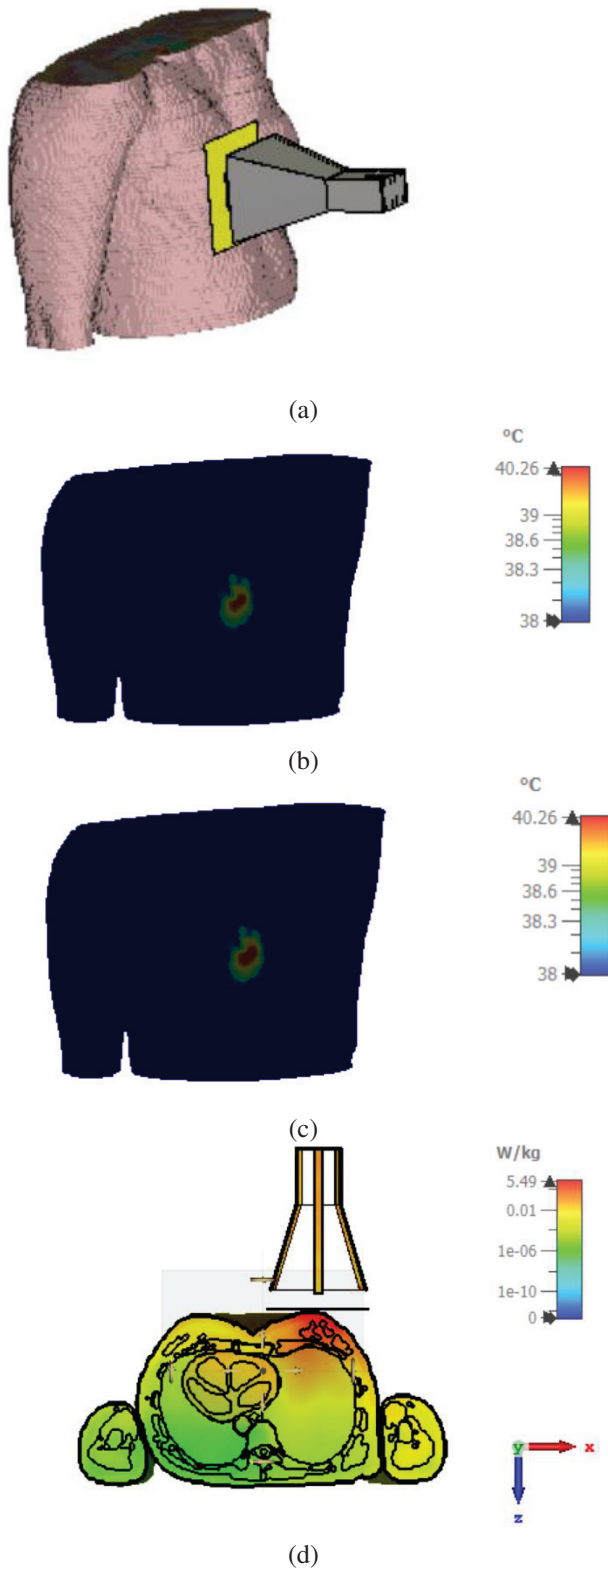 (a)
°C
40.26
39
38.6
38.3
38
(b)
°C
40.26
39
38.6
38.3
38
(c)
W/kg
5.49
0.01
1e-06
1e-10
0
y x
z
(d)